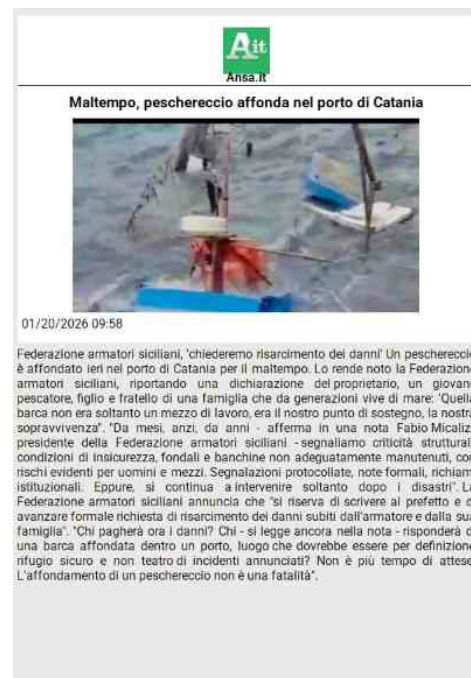 Ait
Ansa.it
Maltempo, peschereccio affonda nel porto di Catania
01/20/2026 09:58
Federazione armatori siciliani, 'chiederemo risarcimento dei danni' Un peschereccio
è affondato ieri nel porto di Catania per il maltempo. Lo rende noto la Federazione
armatori siciliani, riportando una dichiarazione del proprietario, un giovane
pescatore, figlio e fratello di una famiglia che da generazioni vive di mare: 'Quella
barca non era soltanto un mezzo di lavoro, era il nostro punto di sostegno, la nostra
sopravvivenza". "Da mesi, anzi, da anni - afferma in una nota Fabio Micalizi,
presidente della Federazione armatori siciliani - segnaliamo criticità strutturali,
condizioni di insicurezza, fondali e banchine non adeguatamente manutenuti, con
rischi evidenti per uomini e mezzi. Segnalazioni protocollate, note formali, richiami
istituzionali. Eppure, si continua a intervenire soltanto dopo i disastri". La
Federazione armatori siciliani annuncia che "si riserva di scrivere al prefetto e di
avanzare formale richiesta di risarcimento dei danni subiti dall'armatore e dalla sua
famiglia". "Chi pagherà ora i danni? Chi - si legge ancora nella nota - risponderà di
una barca affondata dentro un porto, luogo che dovrebbe essere per definizione
rifugio sicuro e non teatro di incidenti annunciati? Non è più tempo di attese.
L'affondamento di un peschereccio non è una fatalità".